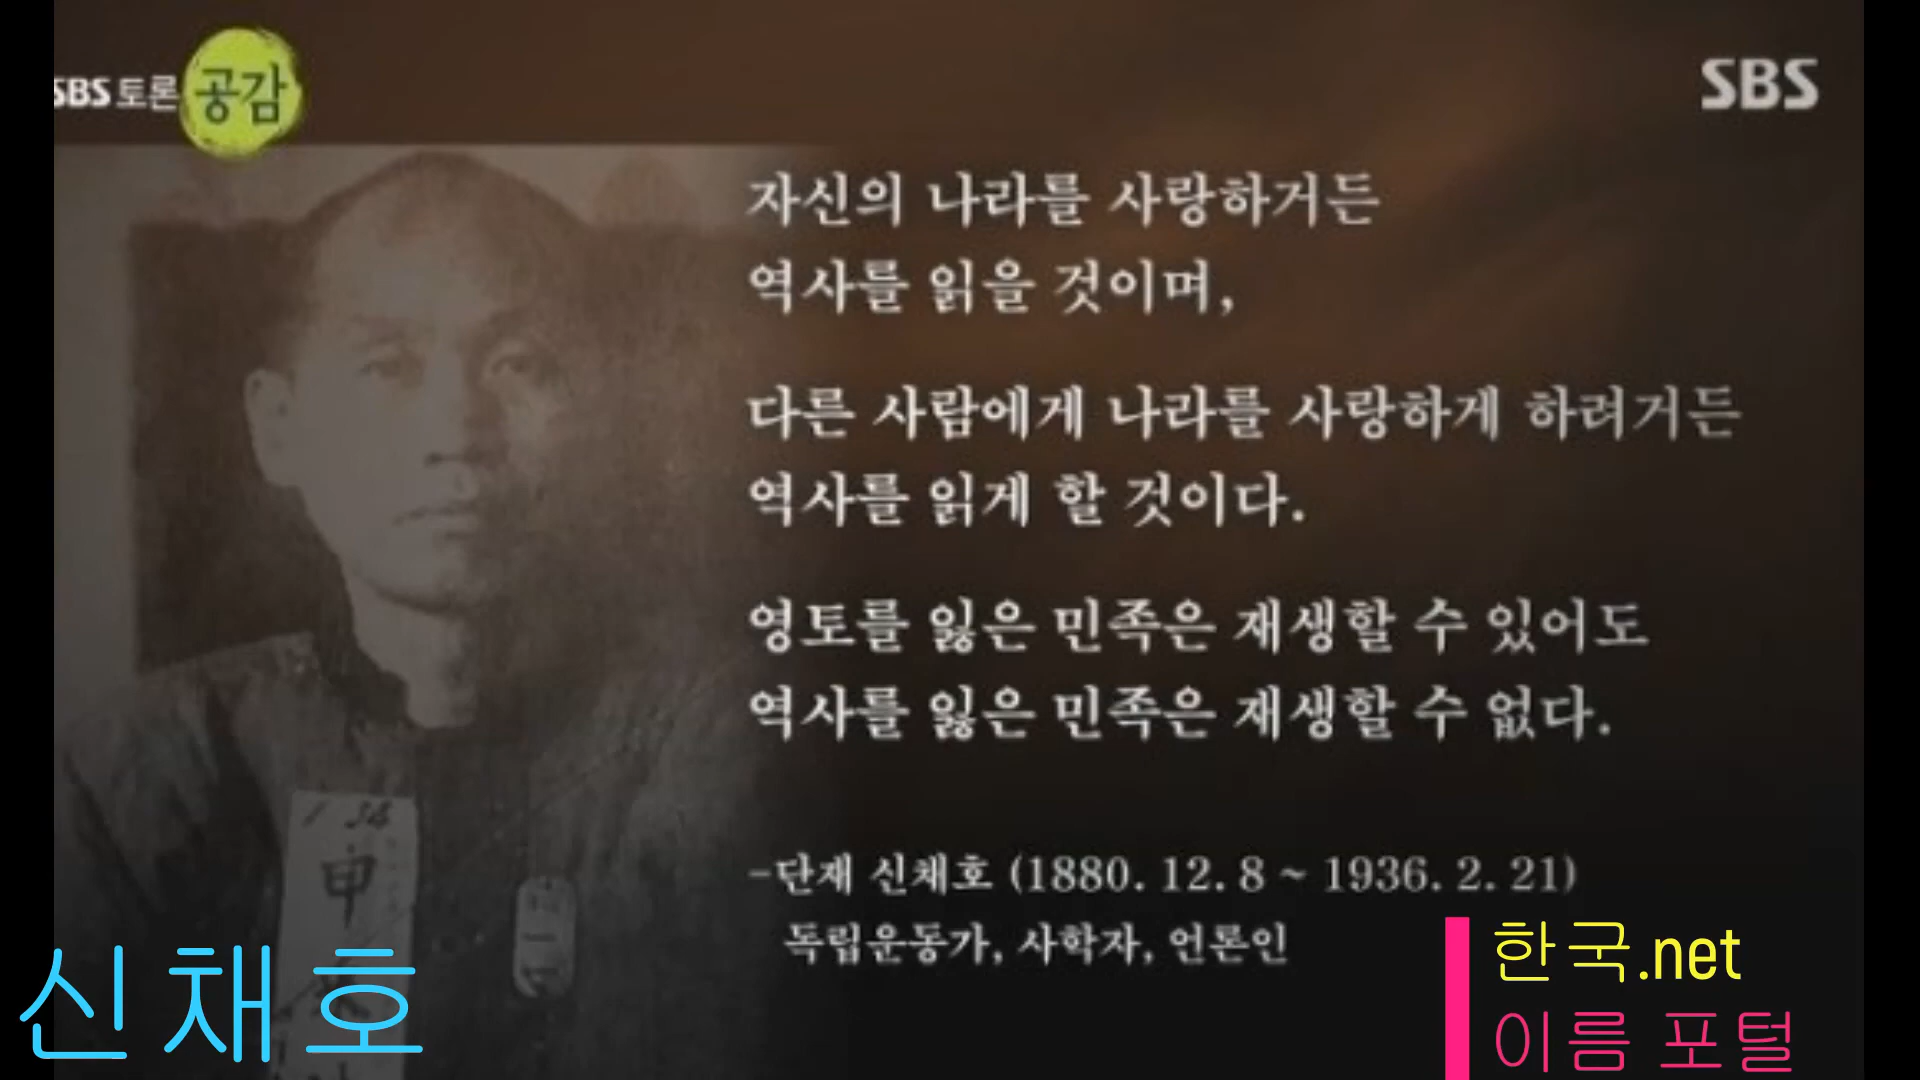 SBS 토론 공감
SBS
자신의 나라를 사랑하거든
역사를 읽을 것이며,
다른 사람에게 나라를 사랑하게 하려거든
역사를 읽게 할 것이다.
영토를 잃은 민족은 재생할 수 있어도
역사를 잃은 민족은 재생할 수 없다.
-단재 신채호 (1880. 12. 8 ~ 1936. 2. 21)
독립운동가, 사학자, 언론인
申
신채호
한국.net
이름 포털